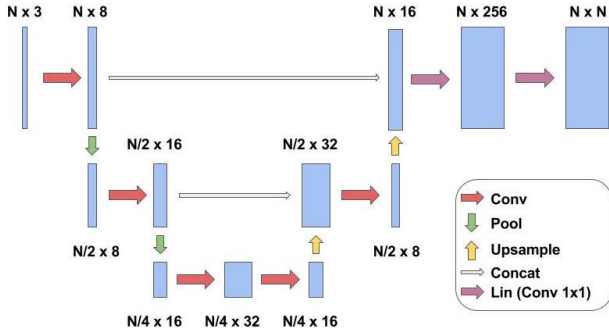 N x 3
N x 8
N x 16
N x 256
N x N
N/2 x 16
N/2 x 32
N/2 x 8
N/2 x 8
N/4 x 16
N/4 x 32
N/4 x 16
Conv
Pool
Upsample
Concat
Lin (Conv 1x1)